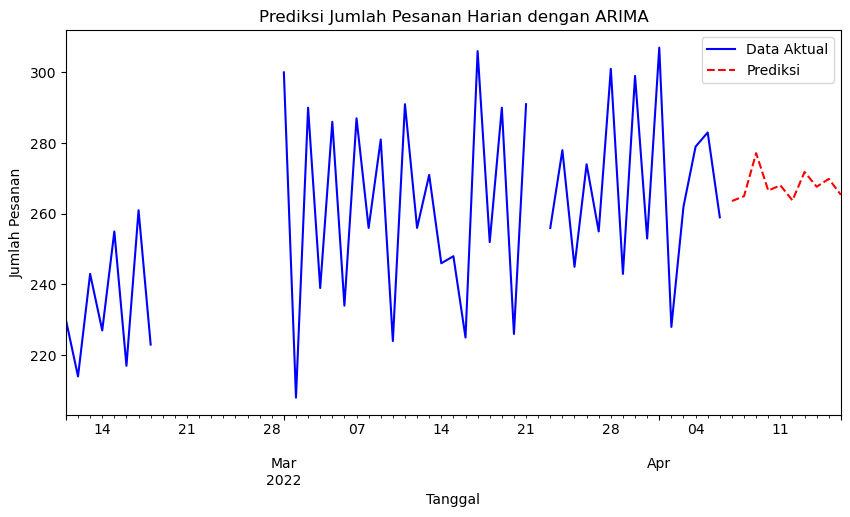 Prediksi Jumlah Pesanan Harian dengan ARIMA
Data Aktual
Prediksi
300
280
260
240
220
Jumlah Pesanan
14 21 28 07 14 21 28 04 11
Mar Apr
2022
Tanggal